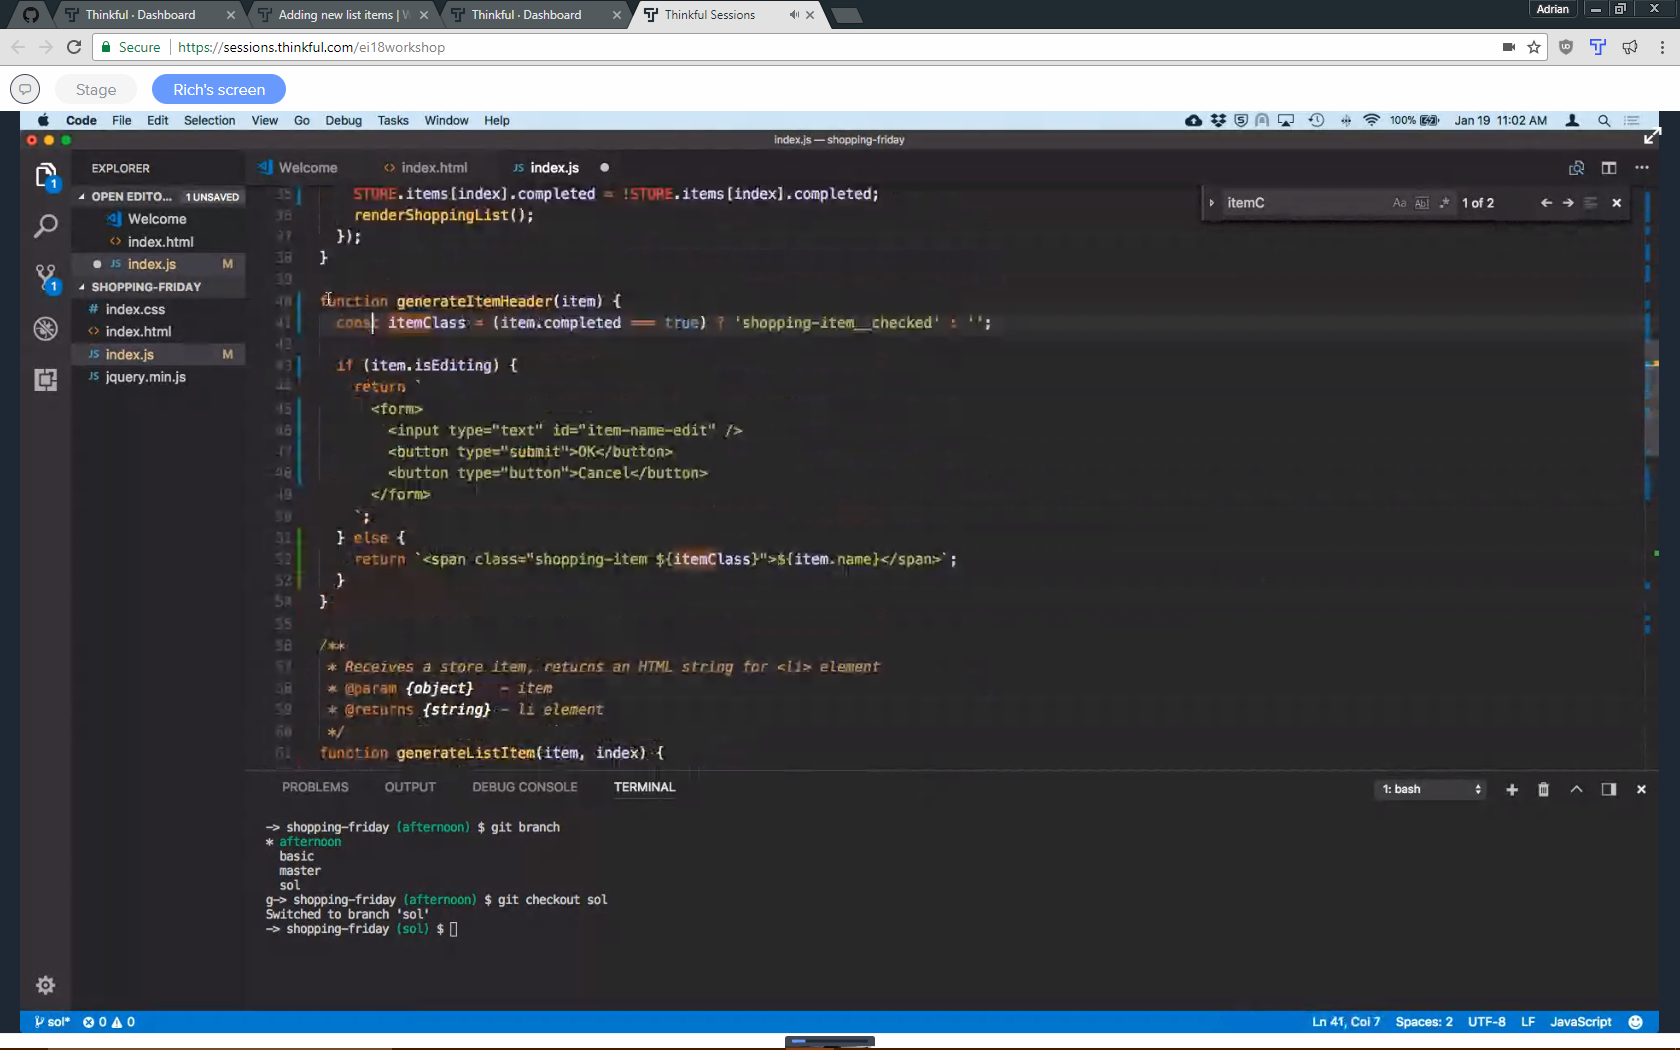 Thinkful · Dashboard
Adding new list items |
Thinkful · Dashboard
Thinkful Sessions
Adrian
Secure
https://sessions.thinkful.com/ei18workshop
Stage
Rich's screen
Code File Edit Selection View Go Debug Tasks Window Help
100%
Jan 19 11:02 AM
index.js — shopping-friday
EXPLORER
Welcome
index.html
JS index.js
OPEN EDITO... 1 UNSAVED
Welcome
<> index.html
JS index.js M
SHOPPING-FRIDAY
# index.css
<> index.html
JS index.js M
JS jquery.min.js
itemC
Aa Abl .* 1 of 2
35 STORE.items[index].completed = !STORE.items[index].completed;
36 renderShoppingList();
37 });
38 }
39
40 function generateItemHeader(item) {
41 const itemClass = (item.completed === true) ? 'shopping-item__checked' : '';
42
43 if (item.isEditing) {
44 return `
45 <form>
46 <input type="text" id="item-name-edit" />
47 <button type="submit">OK</button>
48 <button type="button">Cancel</button>
49 </form>
50 `;
51 } else {
52 return `<span class="shopping-item ${itemClass}">${item.name}</span>`;
}
54 }
55
56 /**
57 * Receives a store item, returns an HTML string for <li> element
58 * @param {object} - item
59 * @returns {string} - li element
60 */
61 function generateListItem(item, index) {
PROBLEMS OUTPUT DEBUG CONSOLE TERMINAL
1: bash
-> shopping-friday (afternoon) $ git branch
* afternoon
basic
master
sol
g-> shopping-friday (afternoon) $ git checkout sol
Switched to branch 'sol'
-> shopping-friday (sol) $
sol* 0 0
Ln 41, Col 7 Spaces: 2 UTF-8 LF JavaScript